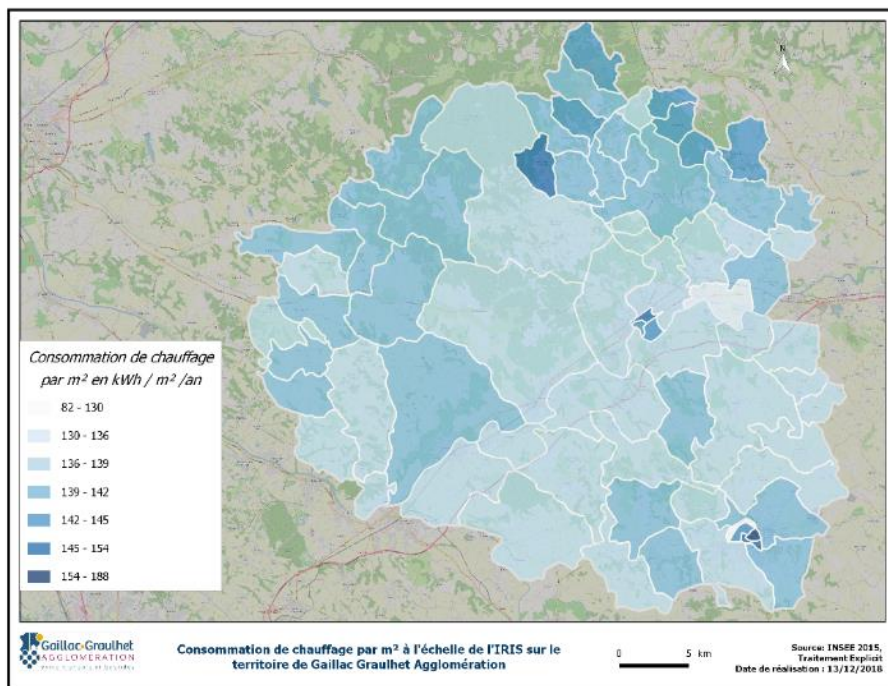 N
Consommation de chauffage
par m² en kWh / m² /an
82 - 130
130 - 136
136 - 139
139 - 142
142 - 145
145 - 154
154 - 188
Gaillac•Graulhet
AGGLOMÉRATION
Consommation de chauffage par m² à l'échelle de l'IRIS sur le
territoire de Gaillac Graulhet Agglomération
0 5 km
Source: INSEE 2015,
Traitement Explicit
Date de réalisation : 13/12/2018